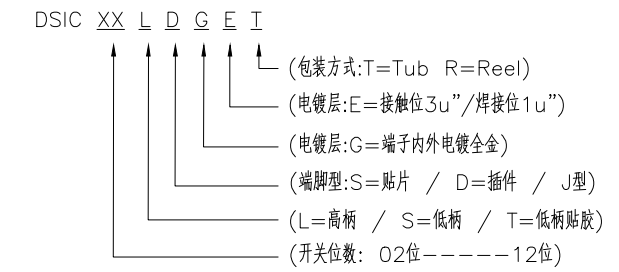 DSIC XX L D G E T
(包装方式:T=Tub R=Reel)
(电镀层:E=接触位3u"/焊接位1u")
(电镀层:G=端子内外电镀全金)
(端脚型:S=贴片 / D=插件 / J型)
(L=高柄 / S=低柄 / T=低柄贴胶)
(开关位数: 02位-----12位)